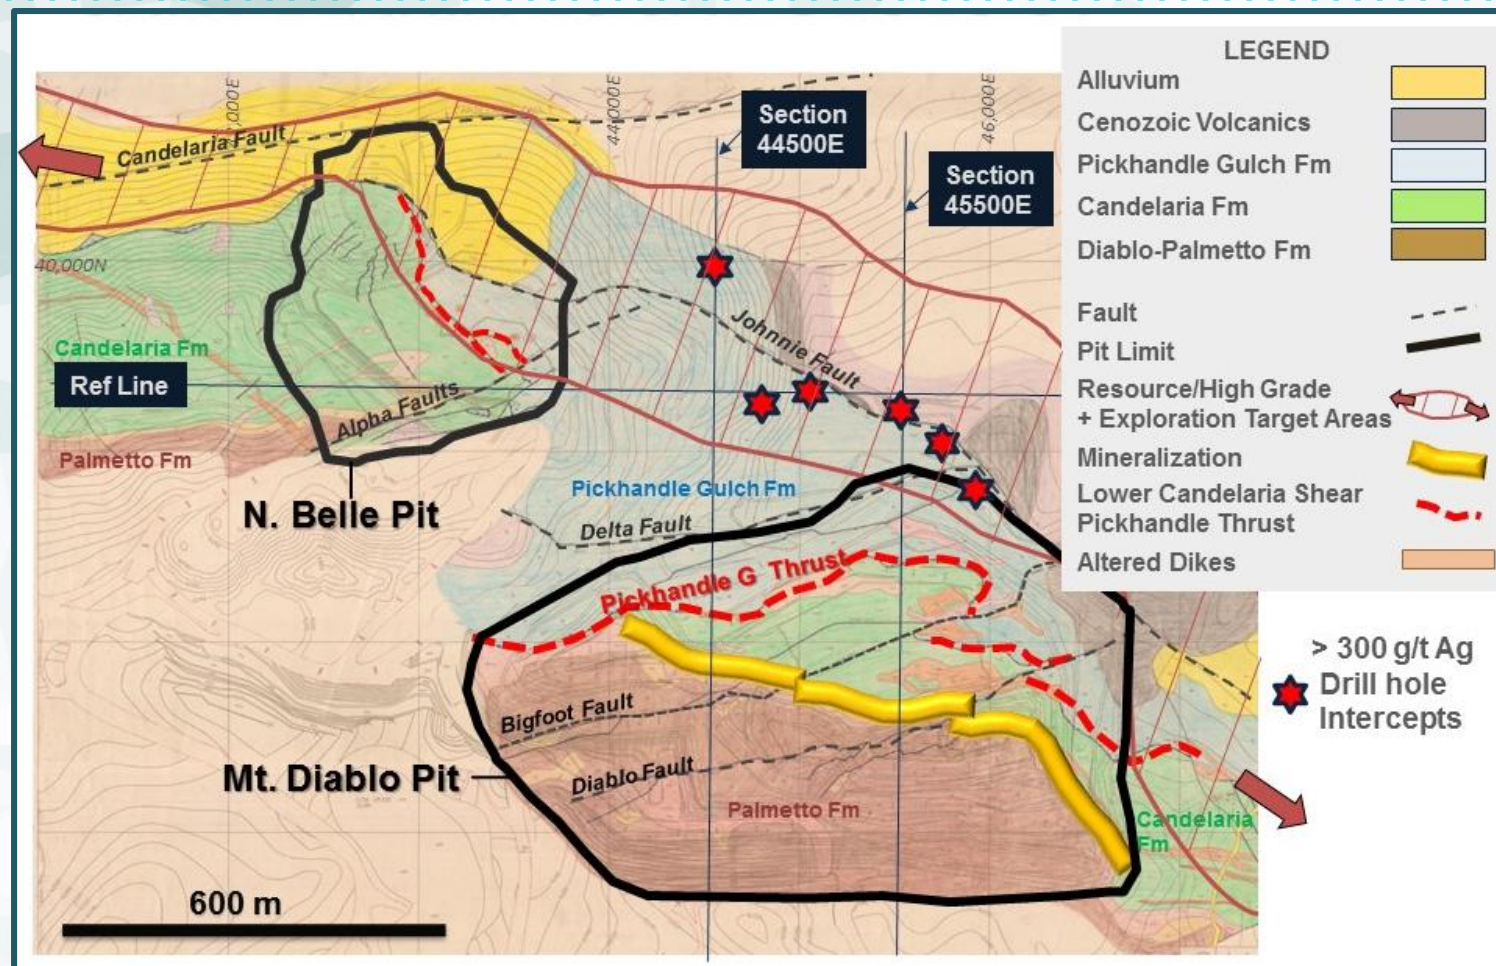 LEGEND
Alluvium
Cenozoic Volcanics
Pickhandle Gulch Fm
Candelaria Fm
Diablo-Palmetto Fm
Fault
Pit Limit
Resource/High Grade
+ Exploration Target Areas
Mineralization
Lower Candelaria Shear
Pickhandle Thrust
Altered Dikes
> 300 g/t Ag
Drill hole
Intercepts
44,000E
46,000E
Section
44500E
Section
45500E
Candelaria Fault
40,000N
Johnnie Fault
Candelaria Fm
Ref Line
Alpha Faults
Palmetto Fm
N. Belle Pit
Pickhandle Gulch Fm
Delta Fault
Pickhandle G Thrust
Bigfoot Fault
Mt. Diablo Pit
Diablo Fault
Palmetto Fm
Candelaria
Fm
600 m